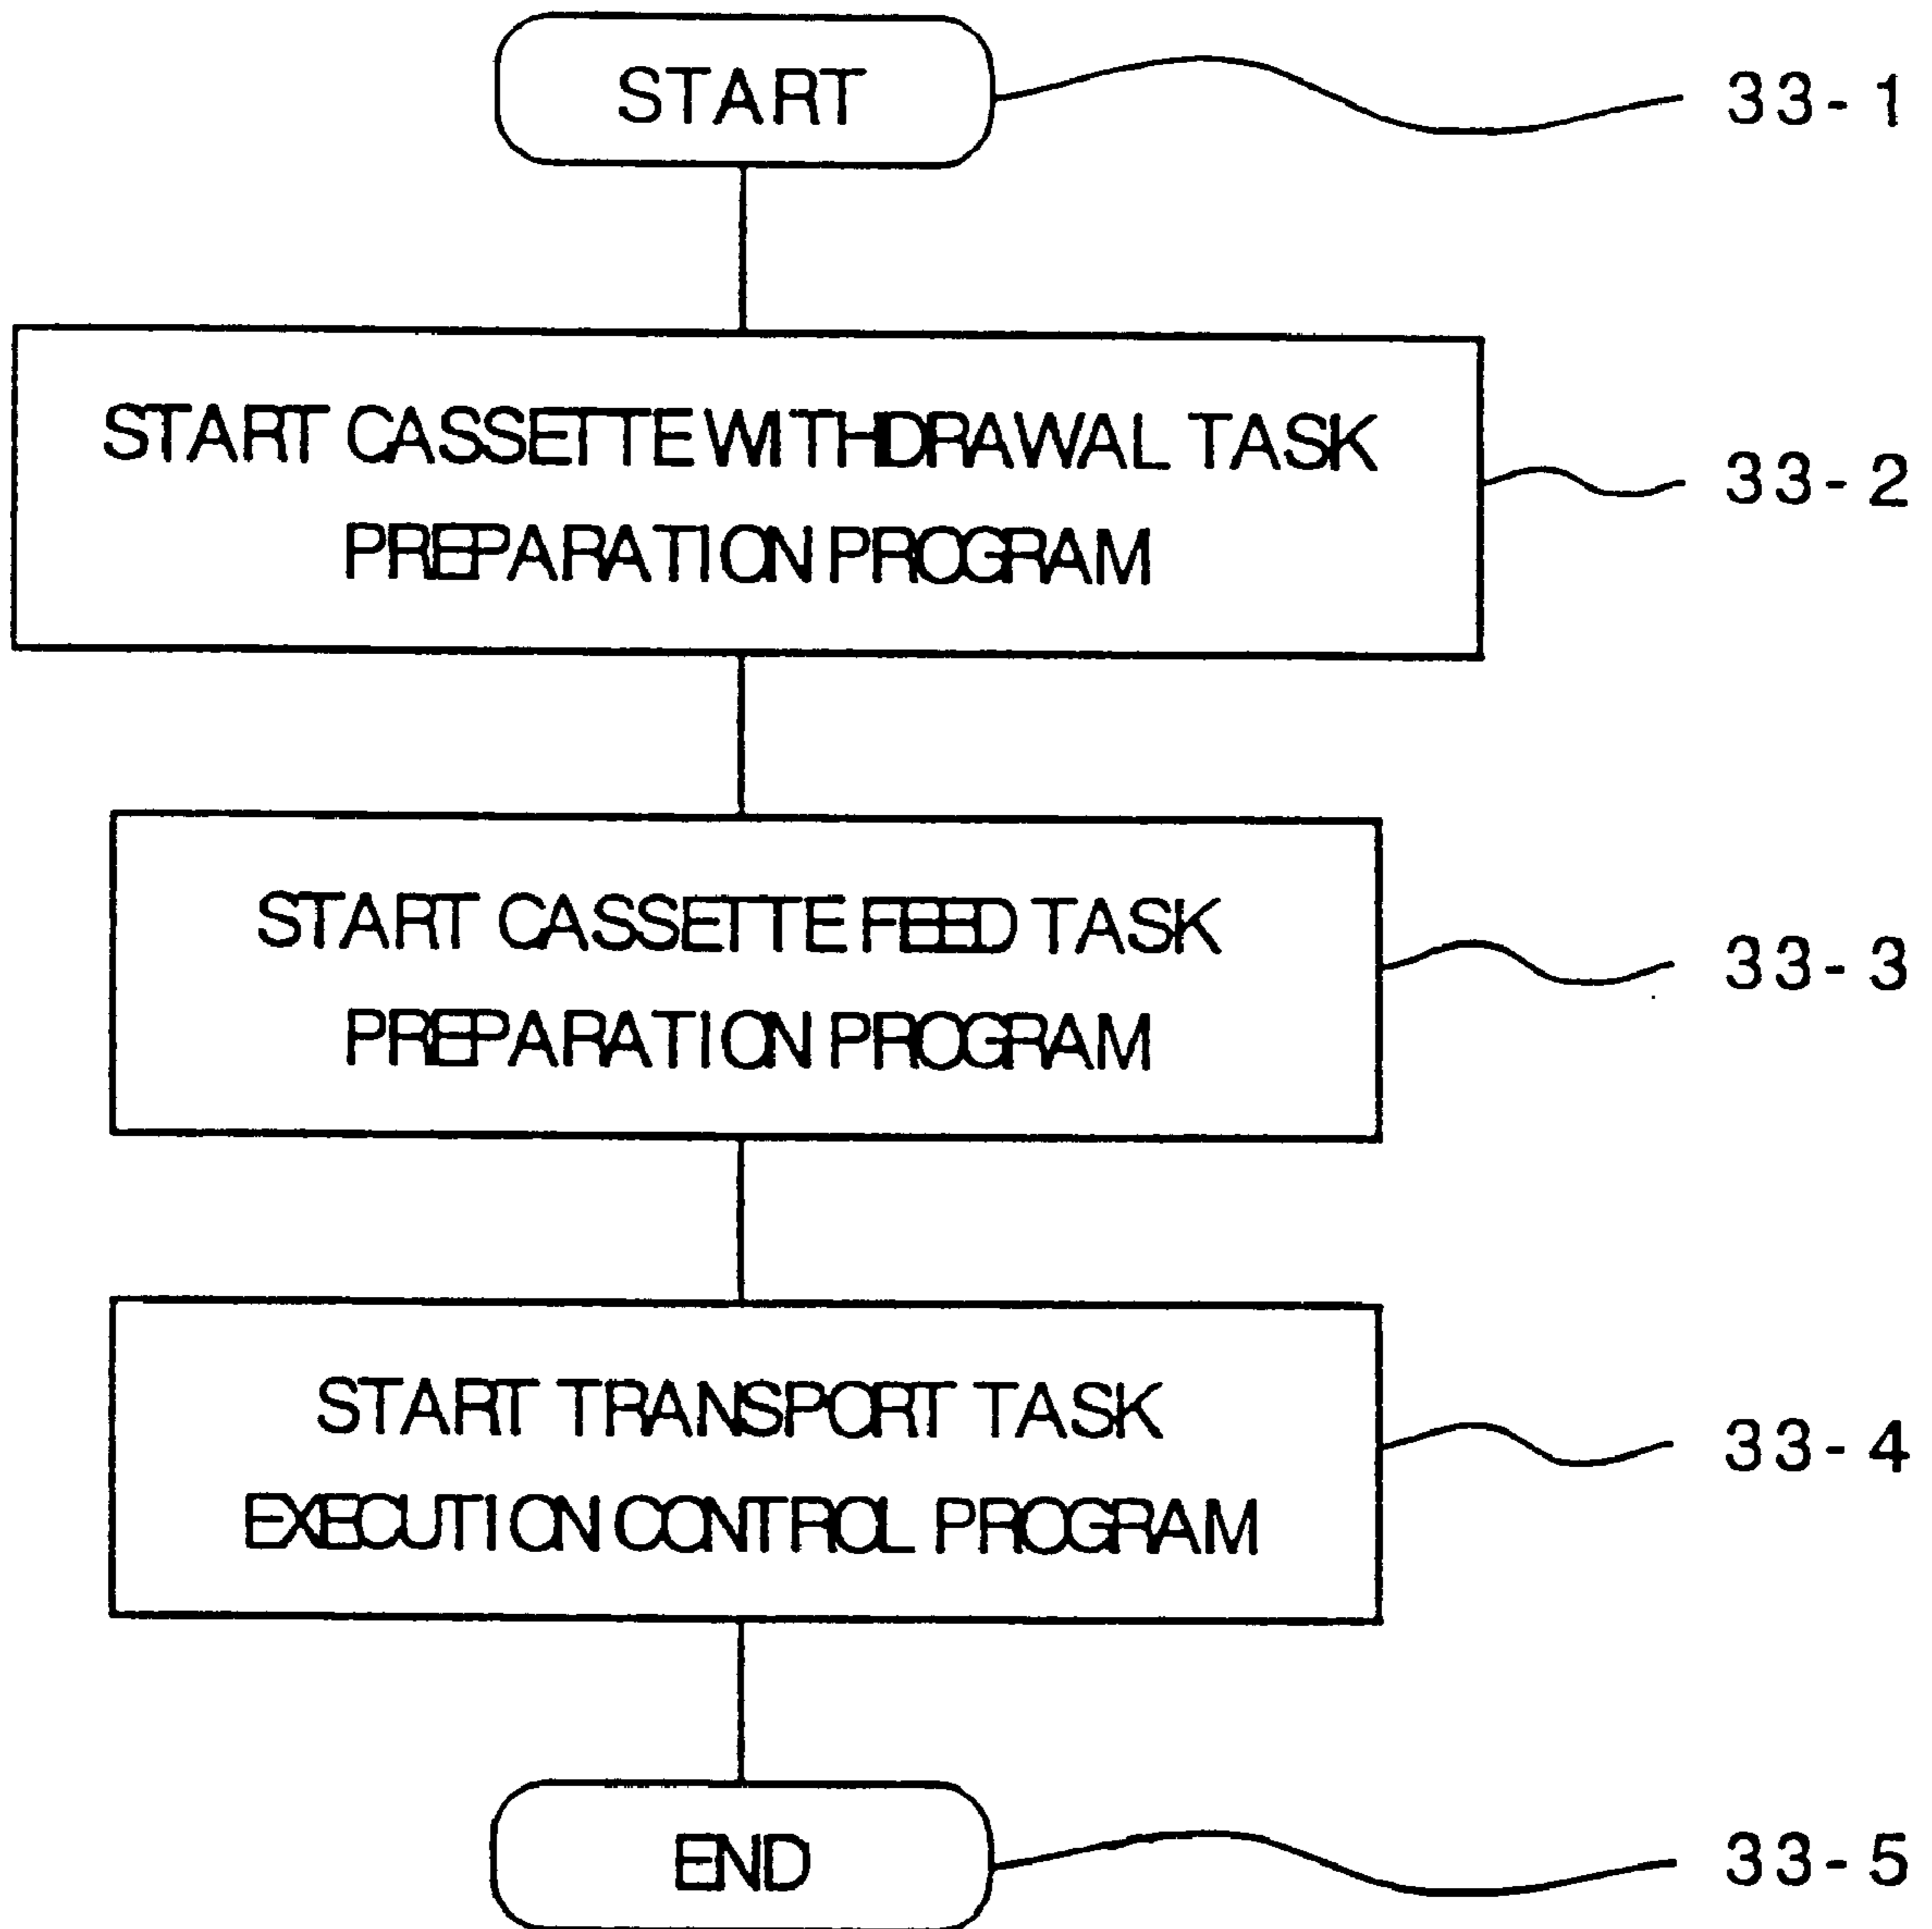 START
33-1
START CASSETTE WITHDRAWAL TASK
PREPARATION PROGRAM
33-2
START CASSETTE FEED TASK
PREPARATION PROGRAM
33-3
START TRANSPORT TASK
EXECUTION CONTROL PROGRAM
33-4
END
33-5